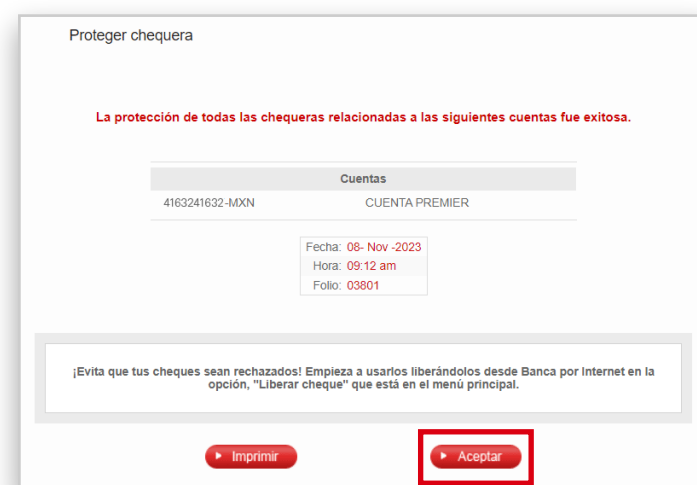 Proteger chequera
La protección de todas las chequeras relacionadas a las siguientes cuentas fue exitosa.
Cuentas
4163241632-MXN CUENTA PREMIER
Fecha: 08- Nov -2023
Hora: 09:12 am
Folio: 03801
¡Evita que tus cheques sean rechazados! Empieza a usarlos liberándolos desde Banca por Internet en la
opción, "Liberar cheque" que está en el menú principal.
Imprimir Aceptar